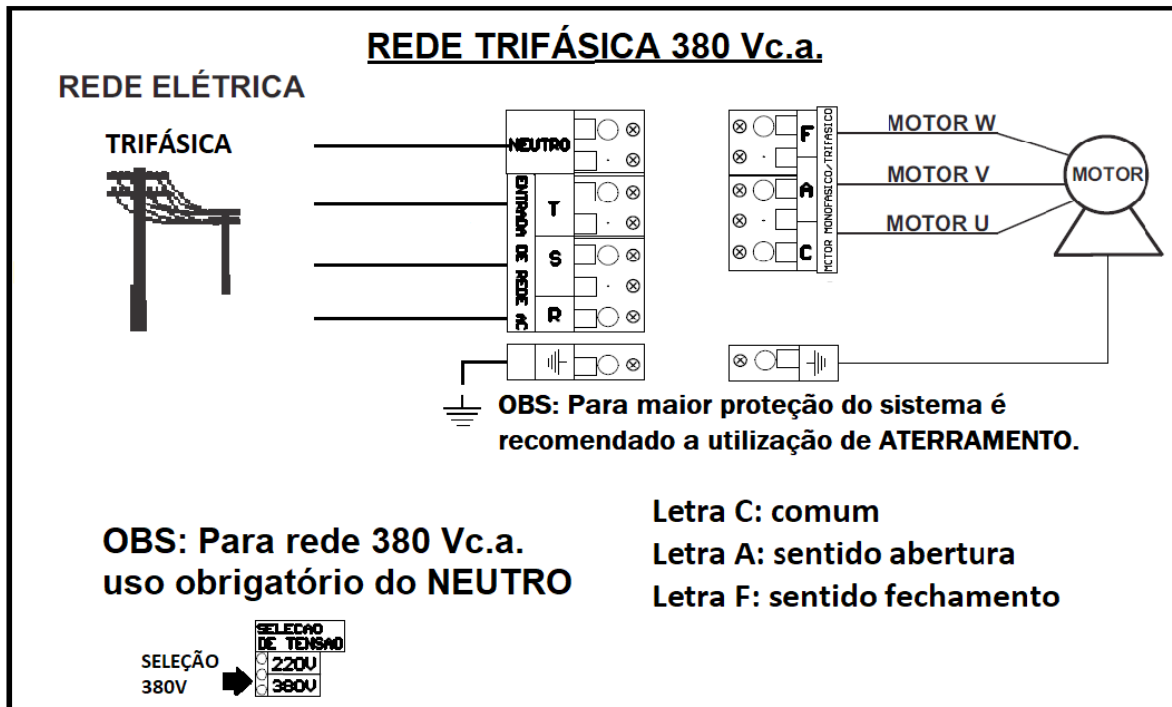 REDE TRIFÁSICA 380 Vc.a.
REDE ELÉTRICA
TRIFÁSICA
NEUTRO
ENTRADA DE REDE AC
T
S
R
F
A
C
MOTOR MONOFASICO/TRIFASICO
MOTOR W
MOTOR V
MOTOR U
MOTOR
OBS: Para maior proteção do sistema é
recomendado a utilização de ATERRAMENTO.
OBS: Para rede 380 Vc.a.
uso obrigatório do NEUTRO
Letra C: comum
Letra A: sentido abertura
Letra F: sentido fechamento
SELECAO
DE TENSAO
220V
380V
SELEÇÃO
380V